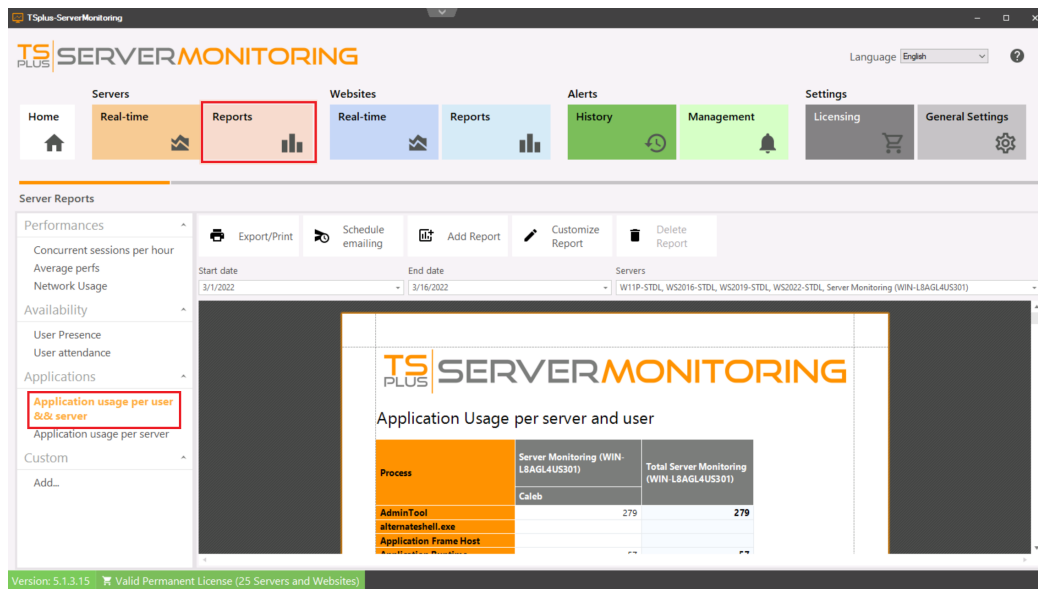 TSplus-ServerMonitoring
TS PLUS SERVERMONITORING
Language English
Servers
Websites
Alerts
Settings
Home
Real-time
Reports
Real-time
Reports
History
Management
Licensing
General Settings
Server Reports
Performances
Concurrent sessions per hour
Average perfs
Network Usage
Availability
User Presence
User attendance
Applications
Application usage per user
&& server
Application usage per server
Custom
Add...
Export/Print
Schedule
emailing
Add Report
Customize
Report
Delete
Report
Start date
End date
Servers
3/1/2022
3/16/2022
W11P-STDL, WS2016-STDL, WS2019-STDL, WS2022-STDL, Server Monitoring (WIN-L8AGL4US301)
TS PLUS SERVERMONITORING
Application Usage per server and user
Process
Server Monitoring (WIN-
L8AGL4US301)
Total Server Monitoring
(WIN-L8AGL4US301)
Caleb
AdminTool 279 279
alternateshell.exe
Application Frame Host
Version: 5.1.3.15 Valid Permanent License (25 Servers and Websites)